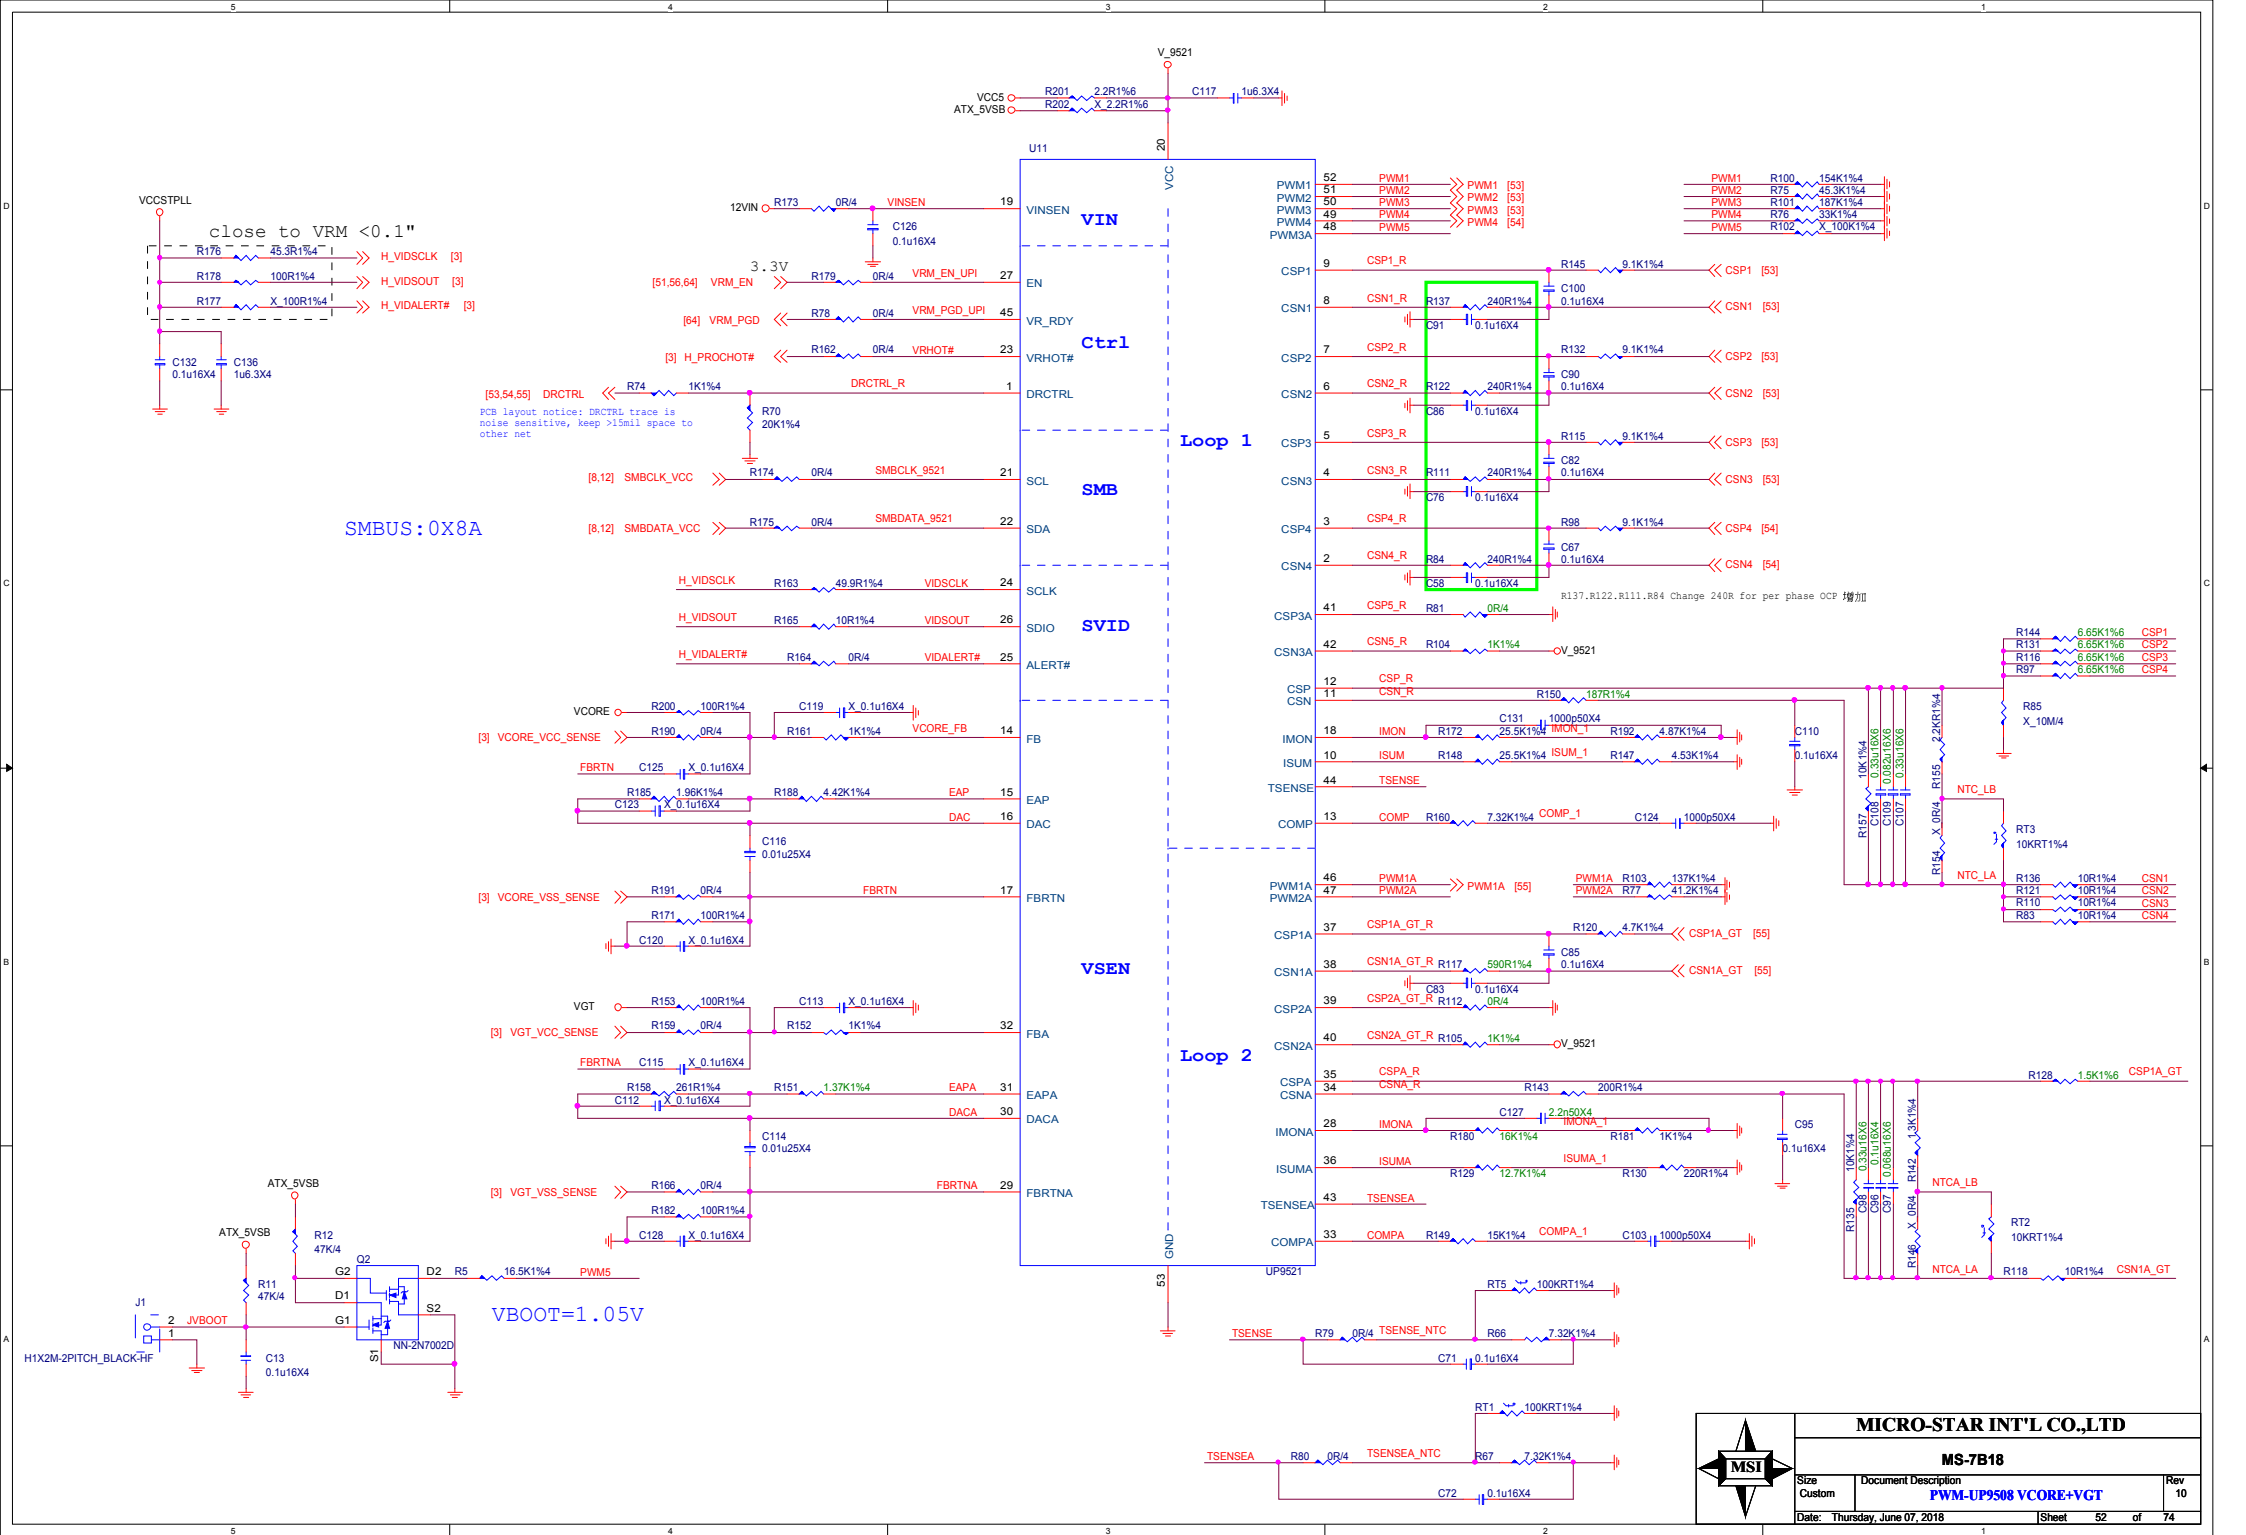 5 4 3 2 1
V_9521
VCC5 R201 2.2R1%6 C117 1u6.3X4
ATX_5VSB R202 X_2.2R1%6
20
U11
VCC
VCCSTPLL
close to VRM <0.1"
R176 45.3R1%4 H_VIDSCLK [3]
R178 100R1%4 H_VIDSOUT [3]
R177 X_100R1%4 H_VIDALERT# [3]
C132 0.1u16X4
C136 1u6.3X4
12VIN R173 0R/4 VINSEN 19 VINSEN
C126
0.1u16X4
VIN
3.3V
[51,56,64] VRM_EN R179 0R/4 VRM_EN_UPI 27 EN
[64] VRM_PGD R78 0R/4 VRM_PGD_UPI 45 VR_RDY
Ctrl
[3] H_PROCHOT# R162 0R/4 VRHOT# 23 VRHOT#
[53,54,55] DRCTRL R74 1K1%4 DRCTRL_R 1 DRCTRL
PCB layout notice: DRCTRL trace is
noise sensitive, keep >15mil space to
other net
R70
20K1%4
[8,12] SMBCLK_VCC R174 0R/4 SMBCLK_9521 21 SCL
SMB
SMBUS:0X8A
[8,12] SMBDATA_VCC R175 0R/4 SMBDATA_9521 22 SDA
H_VIDSCLK R163 49.9R1%4 VIDSCLK 24 SCLK
H_VIDSOUT R165 10R1%4 VIDSOUT 26 SDIO
SVID
H_VIDALERT# R164 0R/4 VIDALERT# 25 ALERT#
VCORE R200 100R1%4 C119 X_0.1u16X4
[3] VCORE_VCC_SENSE R190 0R/4 R161 1K1%4 VCORE_FB 14 FB
FBRTN C125 X_0.1u16X4
R185 1.96K1%4 R188 4.42K1%4 EAP 15 EAP
C123 X_0.1u16X4
DAC 16 DAC
C116
0.01u25X4
[3] VCORE_VSS_SENSE R191 0R/4 FBRTN 17 FBRTN
R171 100R1%4
C120 X_0.1u16X4
VSEN
VGT R153 100R1%4 C113 X_0.1u16X4
[3] VGT_VCC_SENSE R159 0R/4 R152 1K1%4 32 FBA
FBRTNA C115 X_0.1u16X4
R158 261R1%4 R151 1.37K1%4 EAPA 31 EAPA
C112 X_0.1u16X4
DACA 30 DACA
C114
0.01u25X4
[3] VGT_VSS_SENSE R166 0R/4 FBRTNA 29 FBRTNA
R182 100R1%4
C128 X_0.1u16X4
GND
53
UP9521
Loop 1
Loop 2
PWM1 52 PWM1 PWM1 [53]
PWM2 51 PWM2 PWM2 [53]
PWM3 50 PWM3 PWM3 [53]
PWM4 49 PWM4 PWM4 [54]
PWM3A 48 PWM5
PWM1 R100 154K1%4
PWM2 R75 45.3K1%4
PWM3 R101 187K1%4
PWM4 R76 33K1%4
PWM5 R102 X_100K1%4
CSP1 9 CSP1_R R145 9.1K1%4 CSP1 [53]
C100
0.1u16X4
CSN1 8 CSN1_R R137 240R1%4 CSN1 [53]
C91 0.1u16X4
CSP2 7 CSP2_R R132 9.1K1%4 CSP2 [53]
C90
0.1u16X4
CSN2 6 CSN2_R R122 240R1%4 CSN2 [53]
C86 0.1u16X4
CSP3 5 CSP3_R R115 9.1K1%4 CSP3 [53]
C82
0.1u16X4
CSN3 4 CSN3_R R111 240R1%4 CSN3 [53]
C76 0.1u16X4
CSP4 3 CSP4_R R98 9.1K1%4 CSP4 [54]
C67
0.1u16X4
CSN4 2 CSN4_R R84 240R1%4 CSN4 [54]
C58 0.1u16X4
R137.R122.R111.R84 Change 240R for per phase OCP 增加
CSP3A 41 CSP5_R R81 0R/4
CSN3A 42 CSN5_R R104 1K1%4 V_9521
CSP 12 CSP_R
CSN 11 CSN_R R150 187R1%4
C131 1000p50X4
IMON 18 IMON R172 25.5K1%4 IMON_1 R192 4.87K1%4
ISUM 10 ISUM R148 25.5K1%4 ISUM_1 R147 4.53K1%4
TSENSE 44 TSENSE
COMP 13 COMP R160 7.32K1%4 COMP_1 C124 1000p50X4
C110
0.1u16X4
R144 6.65K1%6 CSP1
R131 6.65K1%6 CSP2
R116 6.65K1%6 CSP3
R97 6.65K1%6 CSP4
R85
X_10M/4
R157 10K1%4
C108 0.33u16X6
C109 0.082u16X6
C107 0.33u16X6
R155 2.2KR1%4
R154 X_0R/4
NTC_LB
RT3
10KRT1%4
NTC_LA
R136 10R1%4 CSN1
R121 10R1%4 CSN2
R110 10R1%4 CSN3
R83 10R1%4 CSN4
PWM1A 46 PWM1A PWM1A [55]
PWM2A 47 PWM2A
PWM1A R103 137K1%4
PWM2A R77 41.2K1%4
CSP1A 37 CSP1A_GT_R R120 4.7K1%4 CSP1A_GT [55]
C85
0.1u16X4
CSN1A 38 CSN1A_GT_R R117 590R1%4 CSN1A_GT [55]
C83 0.1u16X4
CSP2A 39 CSP2A_GT_R R112 0R/4
CSN2A 40 CSN2A_GT_R R105 1K1%4 V_9521
CSPA 35 CSPA_R
CSNA 34 CSNA_R R143 200R1%4
C127 2.2n50X4
IMONA 28 IMONA R180 16K1%4 IMONA_1 R181 1K1%4
ISUMA 36 ISUMA R129 12.7K1%4 ISUMA_1 R130 220R1%4
TSENSEA 43 TSENSEA
COMPA 33 COMPA R149 15K1%4 COMPA_1 C103 1000p50X4
C95
0.1u16X4
R128 1.5K1%6 CSP1A_GT
R135 10K1%4
C98 0.33u16X6
C96 0.1u16X4
C97 0.068u16X6
R142 1.3K1%4
R146 X_0R/4
NTCA_LB
RT2
10KRT1%4
NTCA_LA R118 10R1%4 CSN1A_GT
RT5 100KRT1%4
TSENSE R79 0R/4 TSENSE_NTC R66 7.32K1%4
C71 0.1u16X4
RT1 100KRT1%4
TSENSEA R80 0R/4 TSENSEA_NTC R67 7.32K1%4
C72 0.1u16X4
ATX_5VSB
R12
47K/4
ATX_5VSB
R11
47K/4
Q2
G2 D2 R5 16.5K1%4 PWM5
D1 S2
G1
S1
NN-2N7002D
VBOOT=1.05V
J1
2 JVBOOT
1
H1X2M-2PITCH_BLACK-HF
C13
0.1u16X4
MSI
MICRO-STAR INT'L CO.,LTD
MS-7B18
Size Document Description Rev
Custom PWM-UP9508 VCORE+VGT 10
Date: Thursday, June 07, 2018 Sheet 52 of 74
D D
C C
B B
A A
5 4 3 2 1